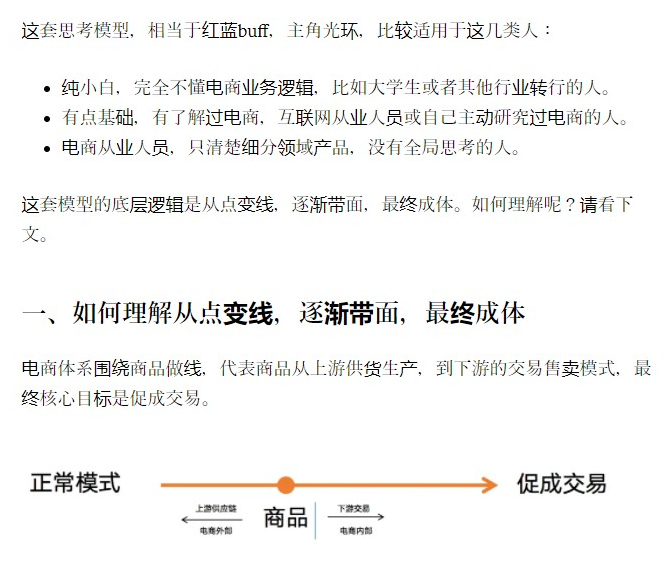 这套思考模型，相当于红蓝buff，主角光环，比较适用于这几类人：
• 纯小白，完全不懂电商业务逻辑，比如大学生或者其他行业转行的人。
• 有点基础，有了解过电商，互联网从业人员或自己主动研究过电商的人。
• 电商从业人员，只清楚细分领域产品，没有全局思考的人。
这套模型的底层逻辑是从点变线，逐渐带面，最终成体。如何理解呢？请看下
文。
一、如何理解从点变线，逐渐带面，最终成体
电商体系围绕商品做线，代表商品从上游供货生产，到下游的交易售卖模式，最
终核心目标是促成交易。
正常模式
上游供应链
电商外部
商品
下游交易
电商内部
促成交易